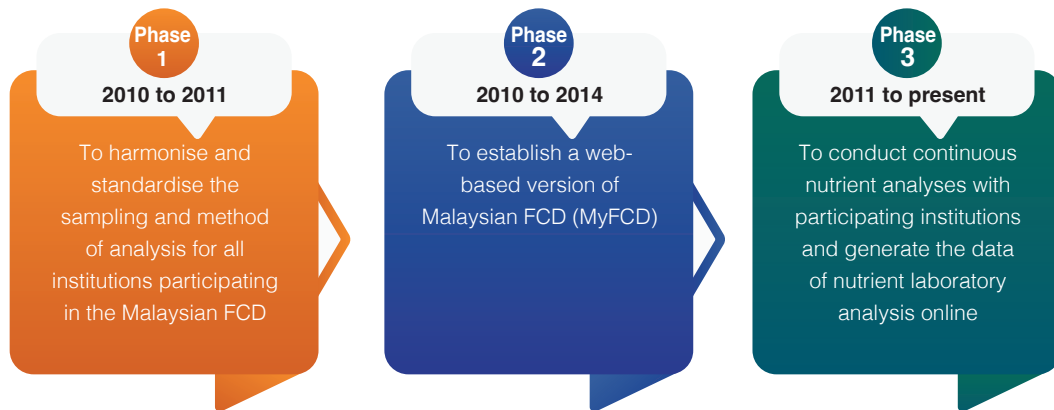 Phase
1
2010 to 2011
To harmonise and
standardise the
sampling and method
of analysis for all
institutions participating
in the Malaysian FCD
Phase
2
2010 to 2014
To establish a web-
based version of
Malaysian FCD (MyFCD)
Phase
3
2011 to present
To conduct continuous
nutrient analyses with
participating institutions
and generate the data
of nutrient laboratory
analysis online